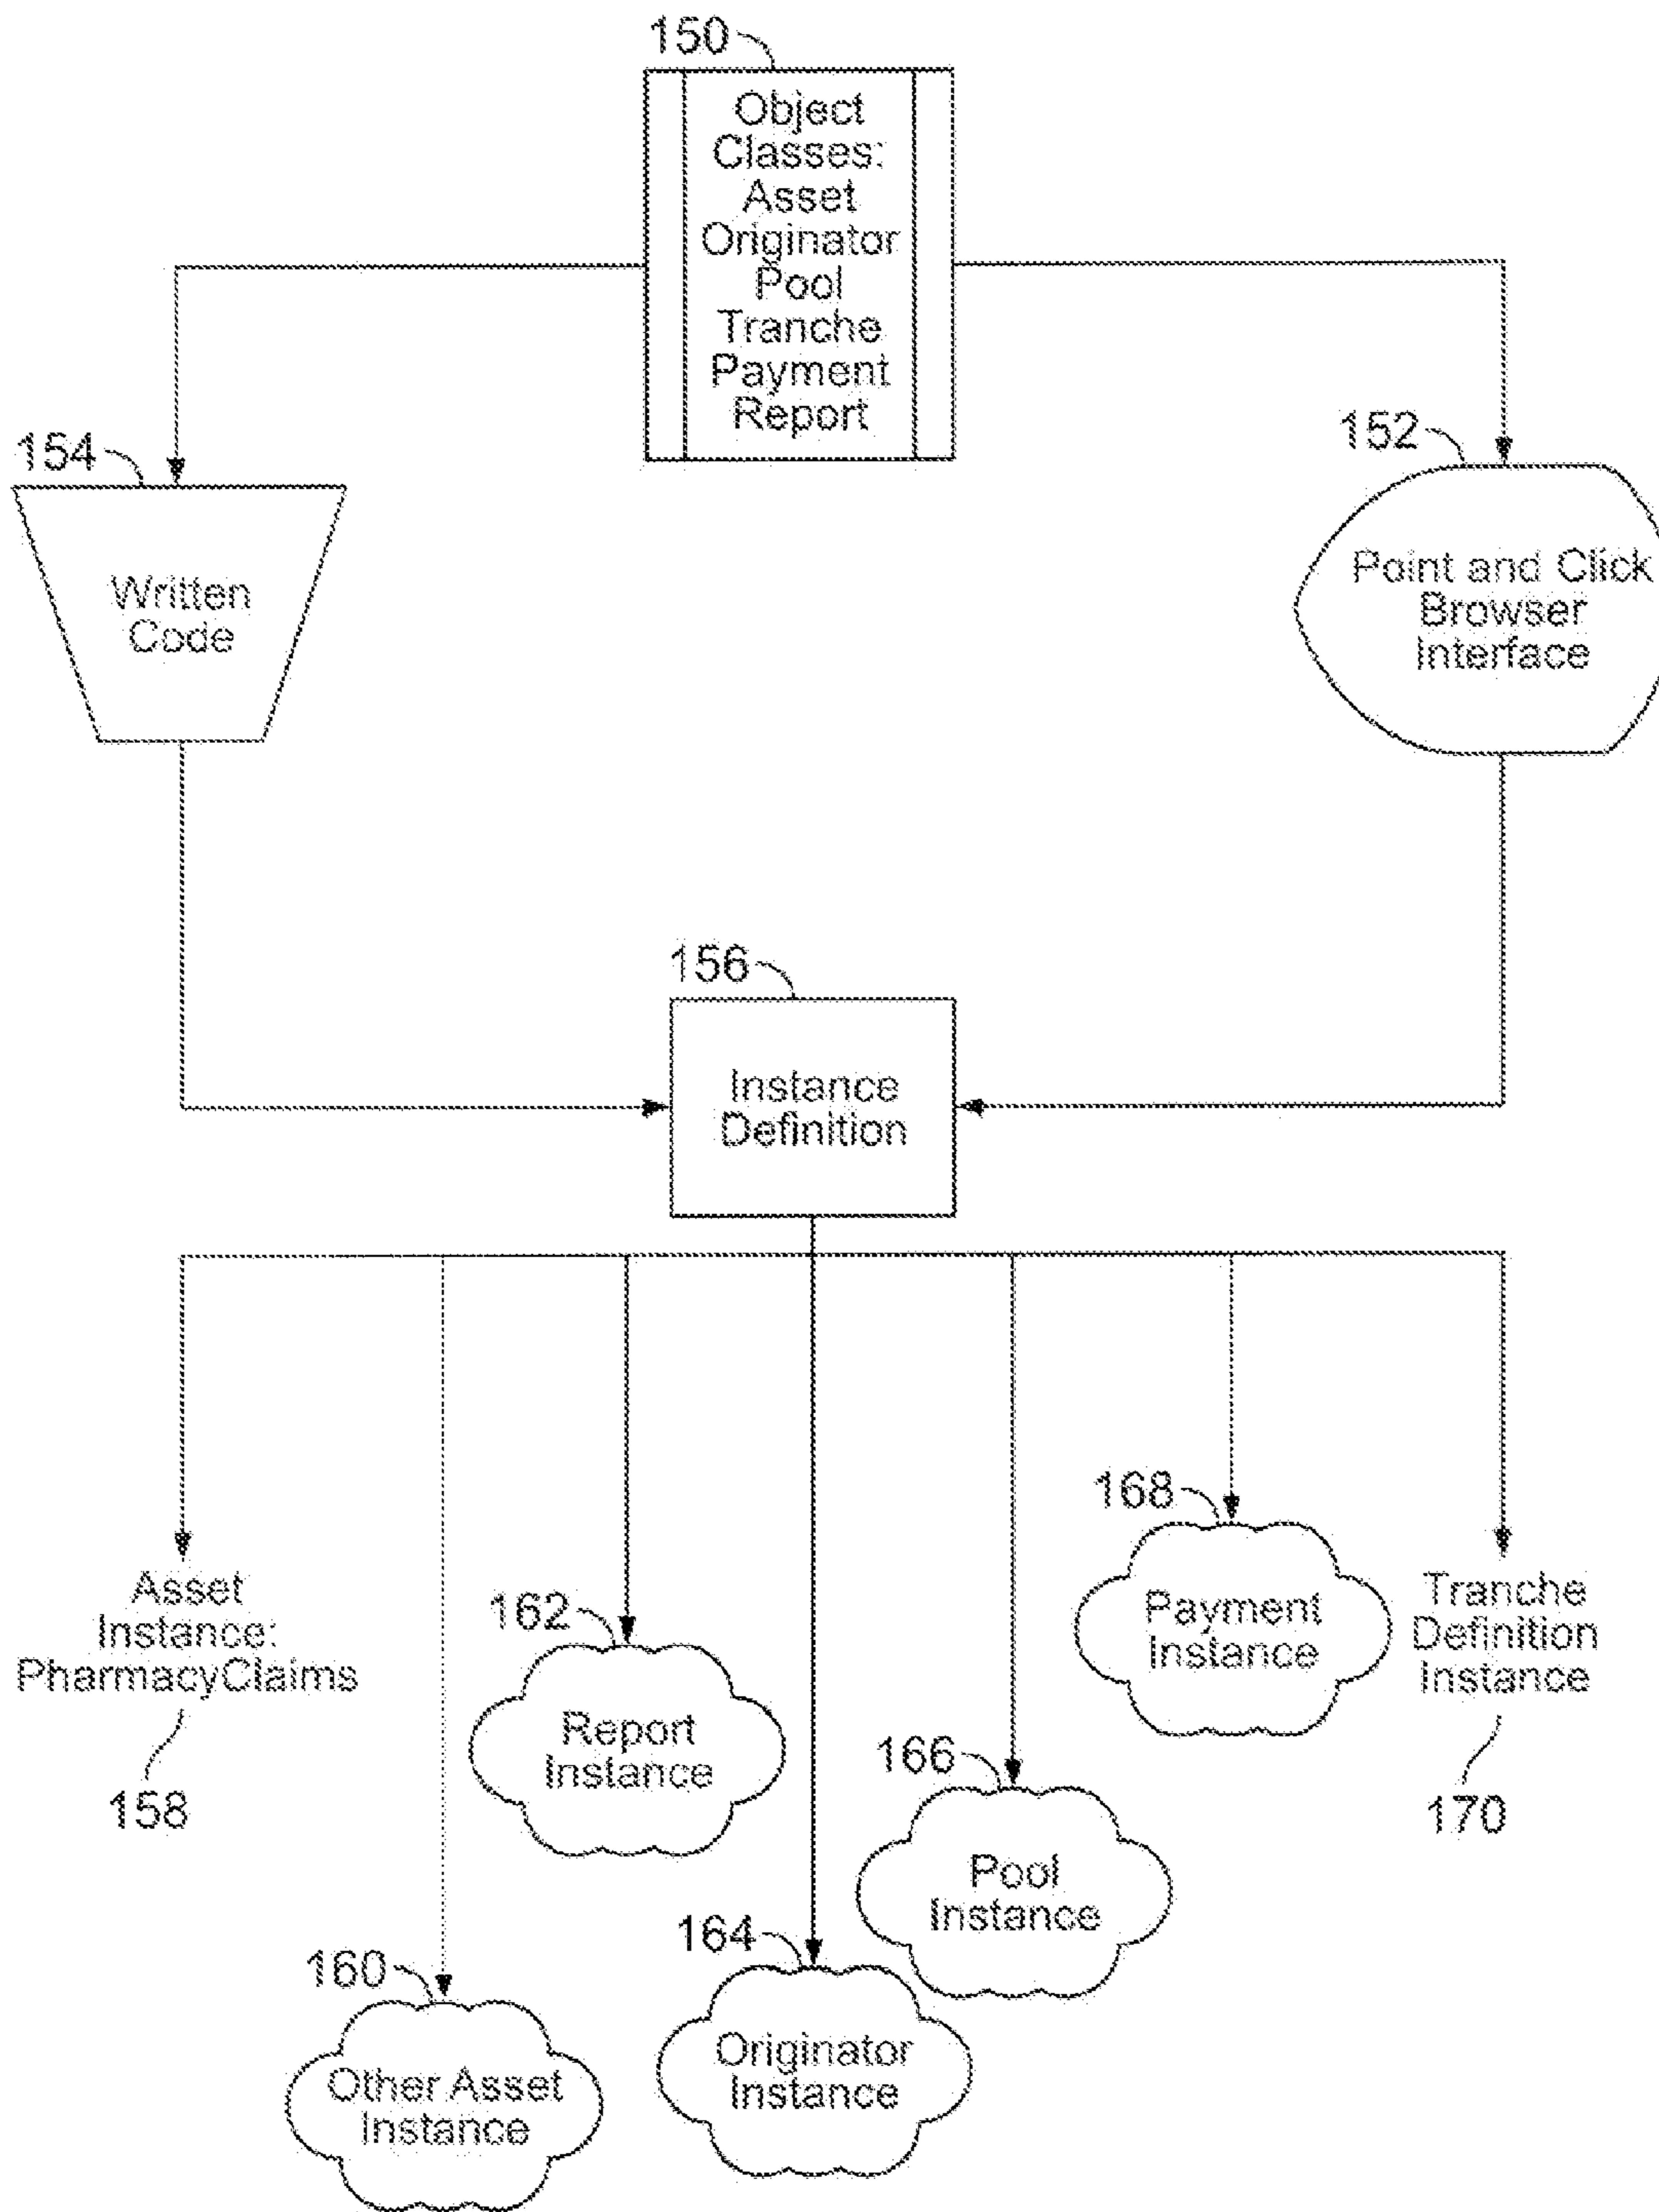 150
Object
Classes:
Asset
Originator
Pool
Tranche
Payment
Report
154
Written
Code
152
Point and Click
Browser
Interface
156
Instance
Definition
Asset
Instance:
PharmacyClaims
158
160
Other Asset
Instance
162
Report
Instance
164
Originator
Instance
166
Pool
Instance
168
Payment
Instance
Tranche
Definition
Instance
170